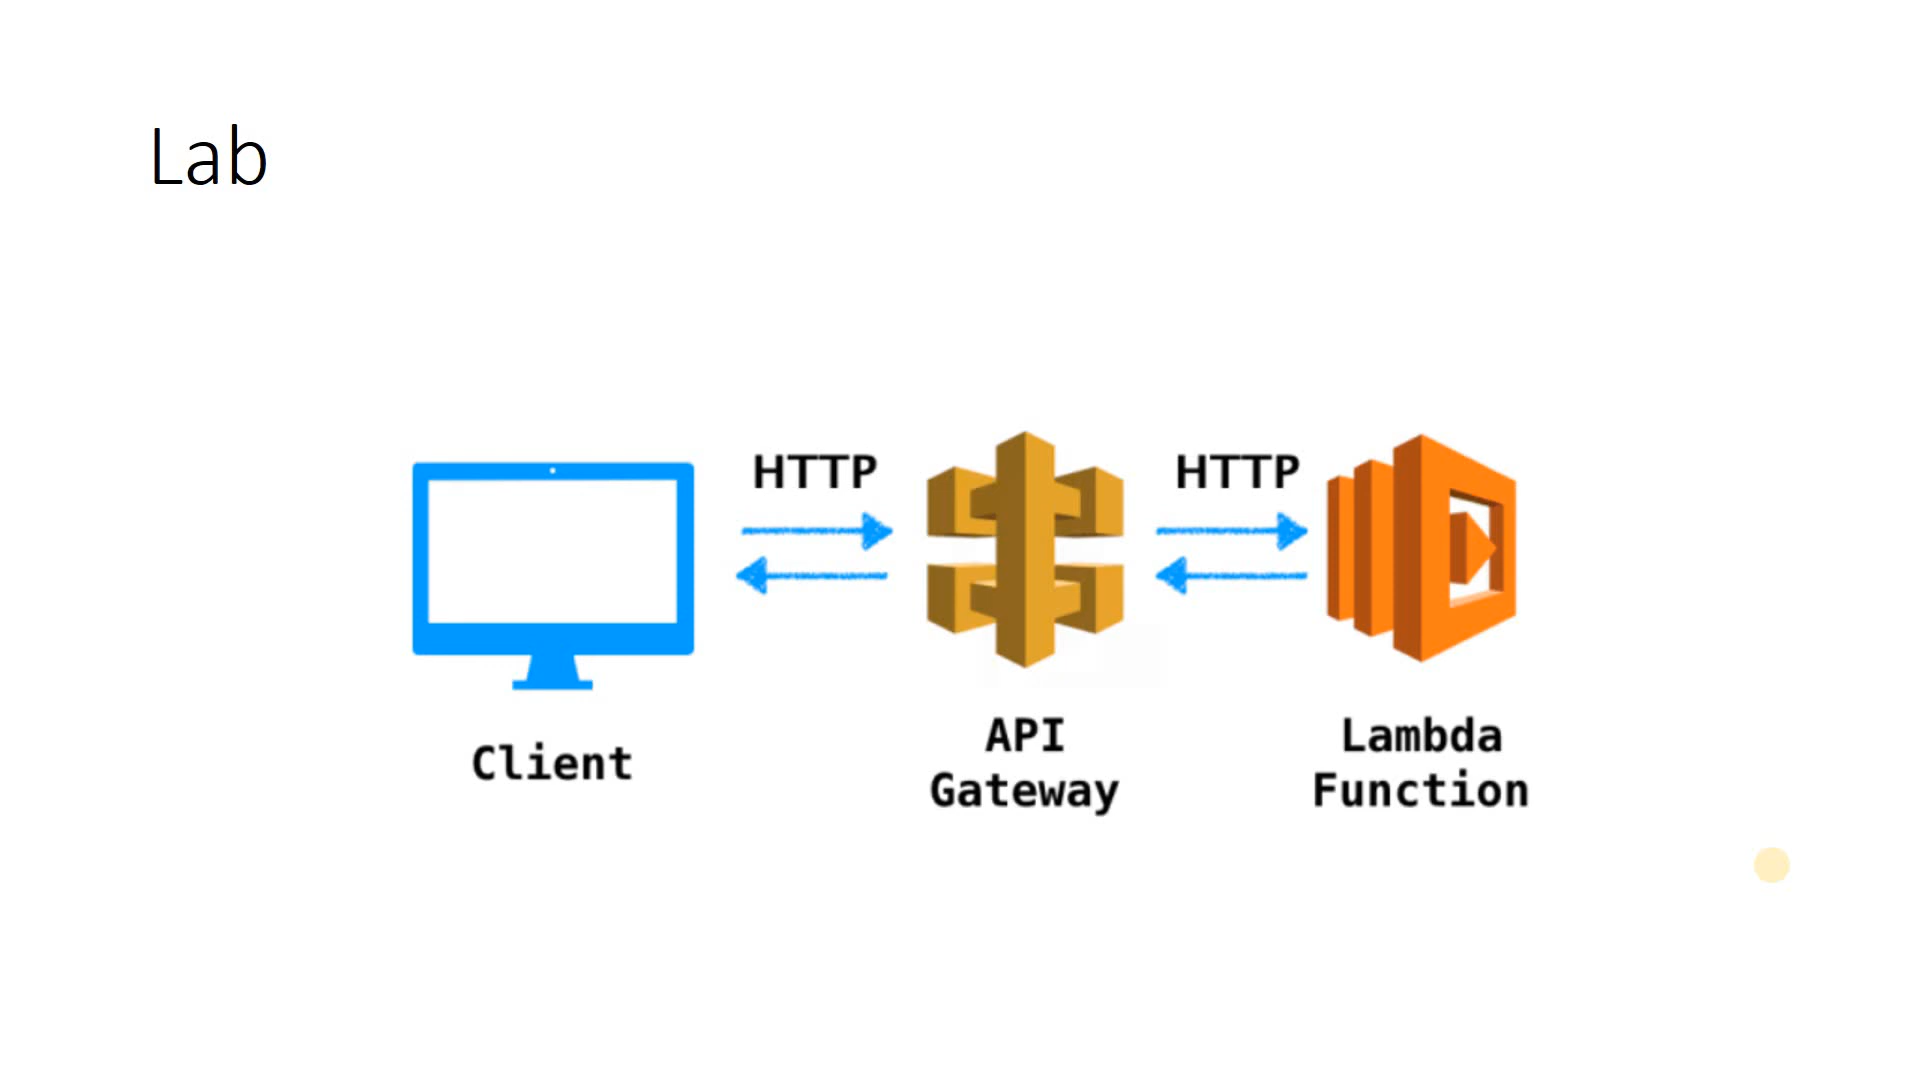 Lab
HTTP
HTTP
Client
API
Gateway
Lambda
Function